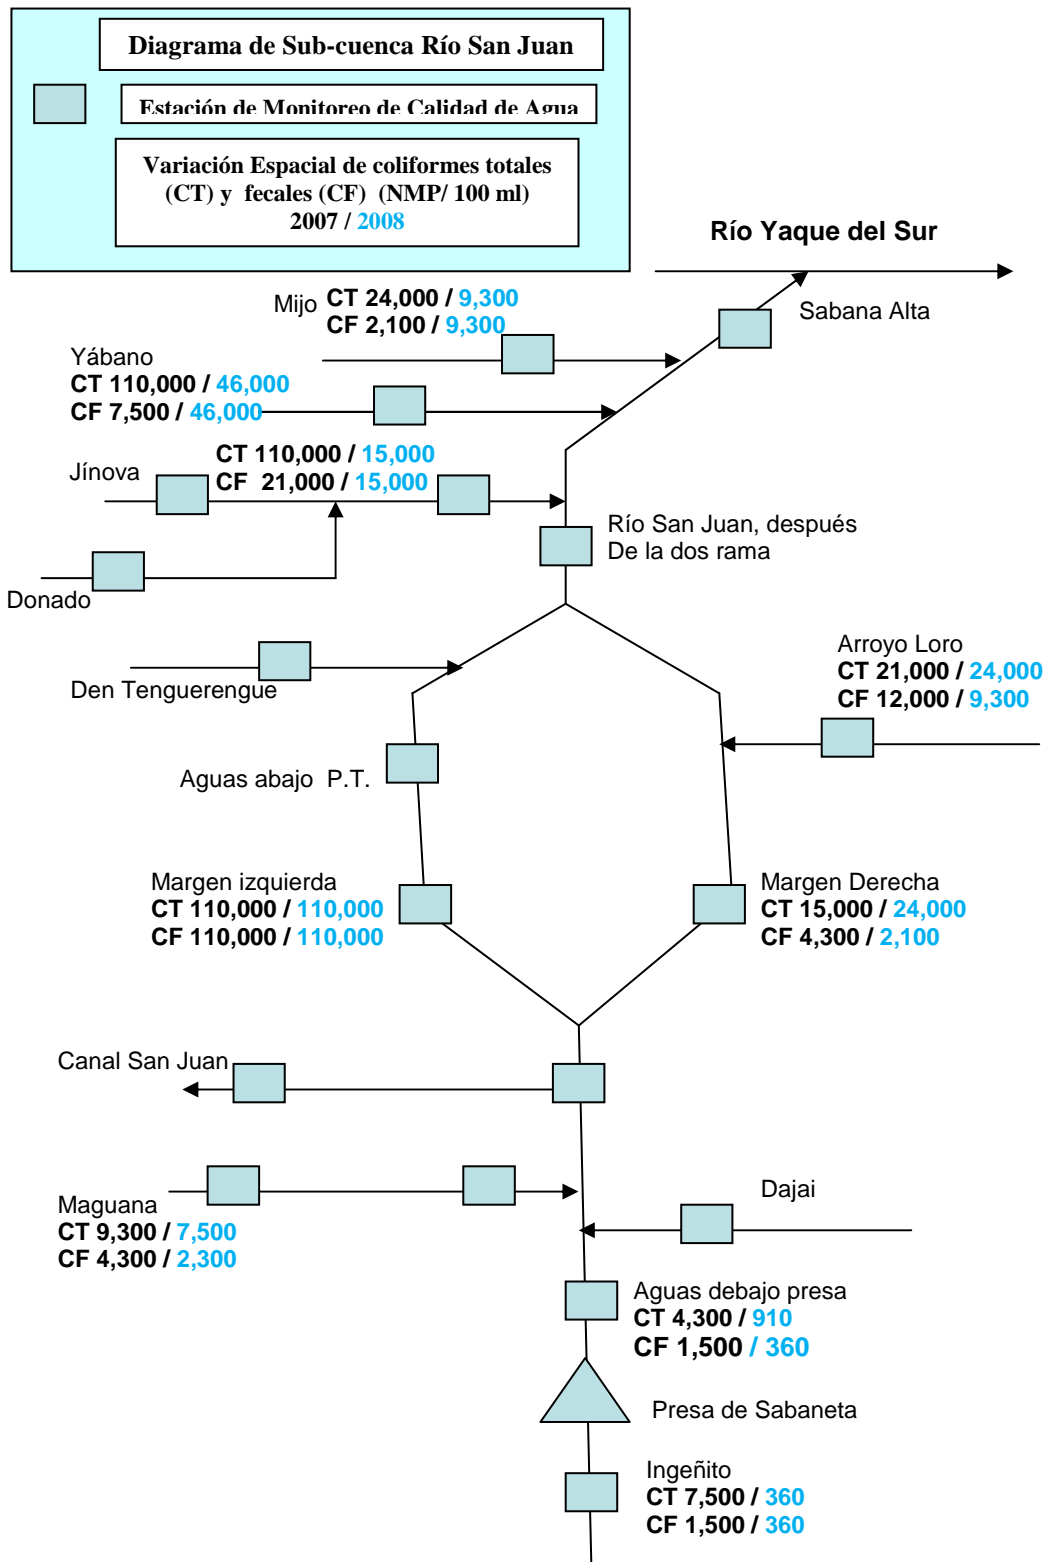 Diagrama de Sub-cuenca Río San Juan
Estación de Monitoreo de Calidad de Agua
Variación Espacial de coliformes totales
(CT) y fecales (CF) (NMP/ 100 ml)
2007 / 2008
Río Yaque del Sur
Mijo
CT 24,000 / 9,300
CF 2,100 / 9,300
Sabana Alta
Yábano
CT 110,000 / 46,000
CF 7,500 / 46,000
Jínova
CT 110,000 / 15,000
CF 21,000 / 15,000
Río San Juan, después
De la dos rama
Donado
Den Tenguerengue
Arroyo Loro
CT 21,000 / 24,000
CF 12,000 / 9,300
Aguas abajo P.T.
Margen izquierda
CT 110,000 / 110,000
CF 110,000 / 110,000
Margen Derecha
CT 15,000 / 24,000
CF 4,300 / 2,100
Canal San Juan
Maguana
CT 9,300 / 7,500
CF 4,300 / 2,300
Dajai
Aguas debajo presa
CT 4,300 / 910
CF 1,500 / 360
Presa de Sabaneta
Ingeñito
CT 7,500 / 360
CF 1,500 / 360